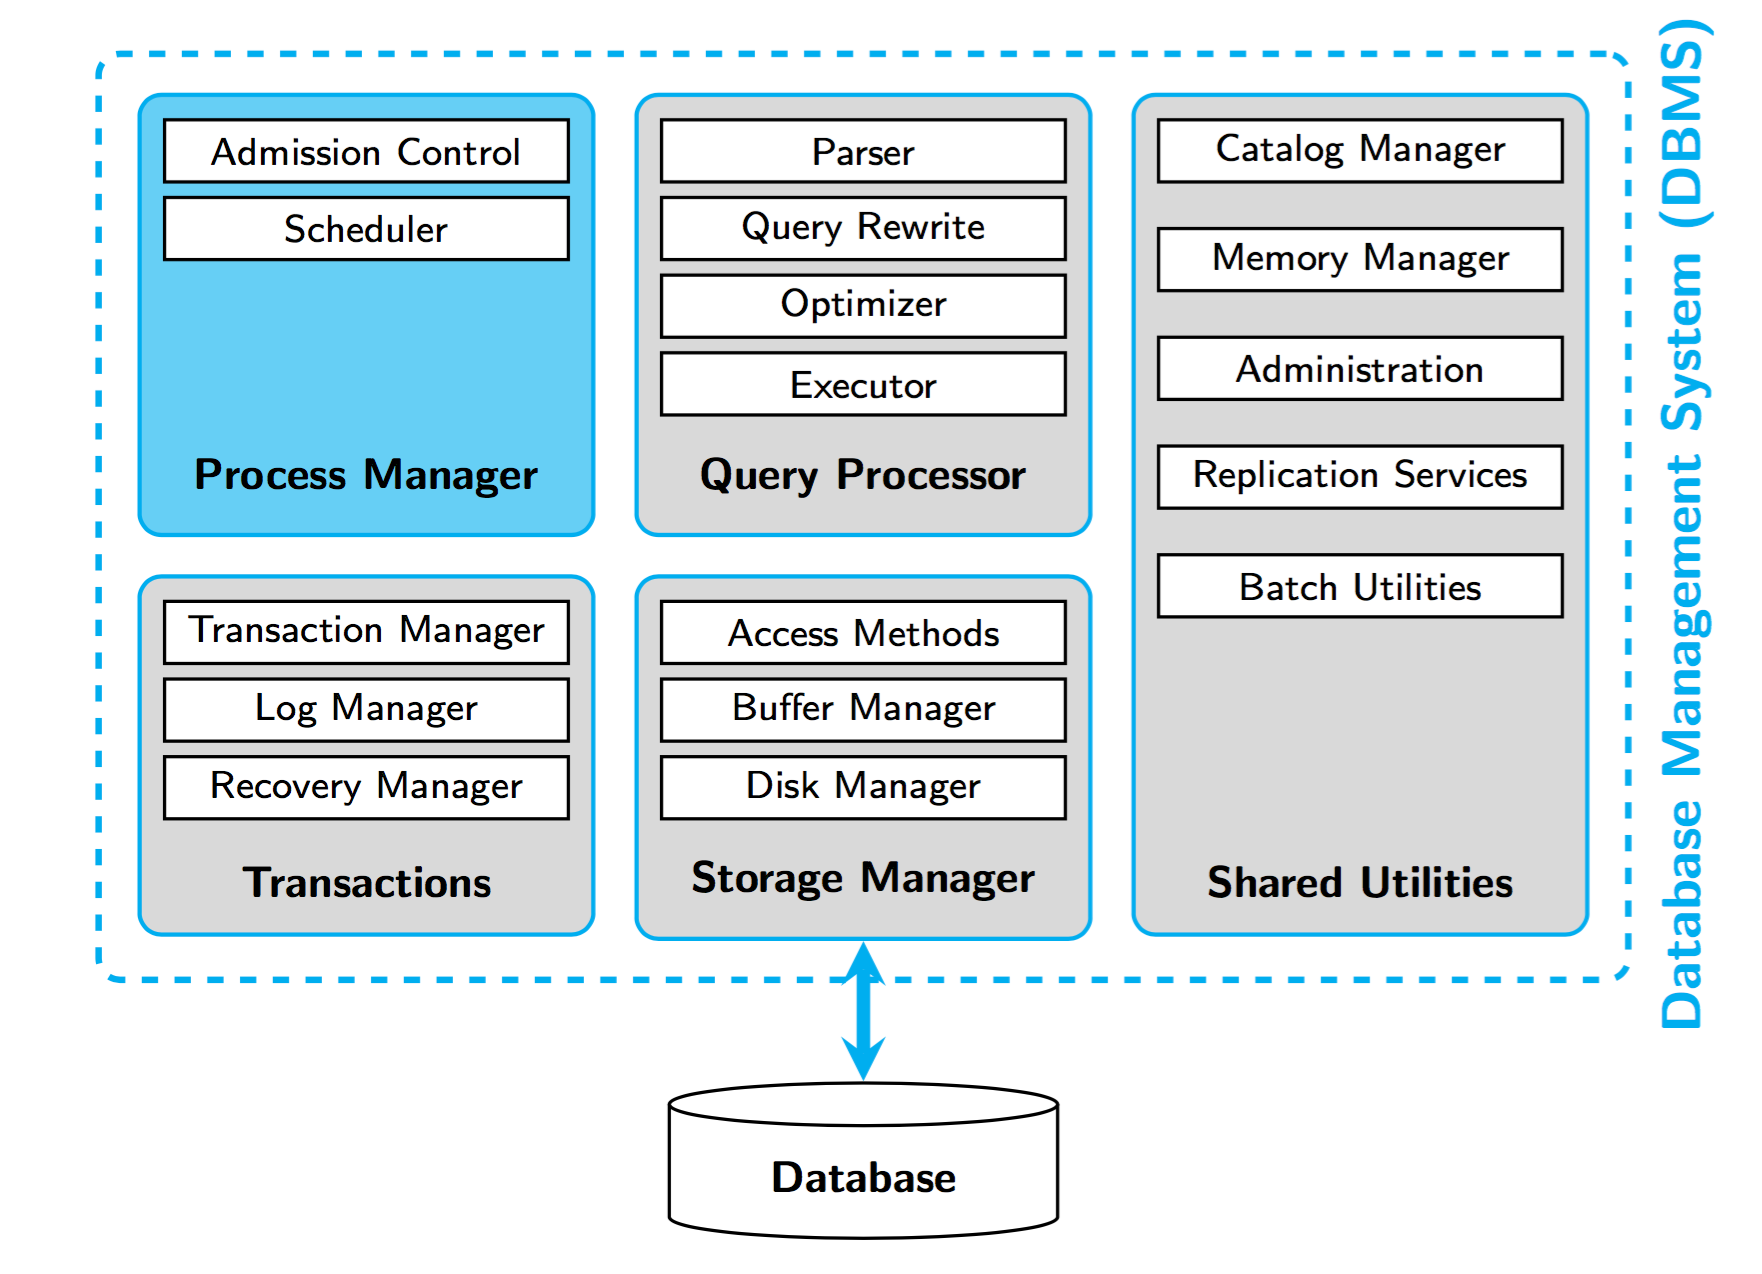 Admission Control
Scheduler
Process Manager
Parser
Query Rewrite
Optimizer
Executor
Query Processor
Transaction Manager
Log Manager
Recovery Manager
Transactions
Access Methods
Buffer Manager
Disk Manager
Storage Manager
Catalog Manager
Memory Manager
Administration
Replication Services
Batch Utilities
Shared Utilities
Database Management System (DBMS)
Database